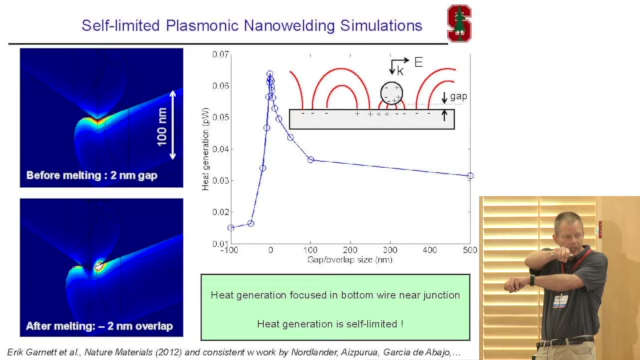 Self-limited Plasmonic Nanowelding Simulations
S
100 nm
Before melting : 2 nm gap
After melting: – 2 nm overlap
Heat generation (pW)
0.07
0.06
0.05
0.04
0.03
0.02
0.01
-100
0
100
200
300
400
500
Gap/overlap size (nm)
E
k
gap
Heat generation focused in bottom wire near junction
Heat generation is self-limited !
Erik Garnett et al., Nature Materials (2012) and consistent w work by Nordlander, Aizpurua, Garcia de Abajo,…